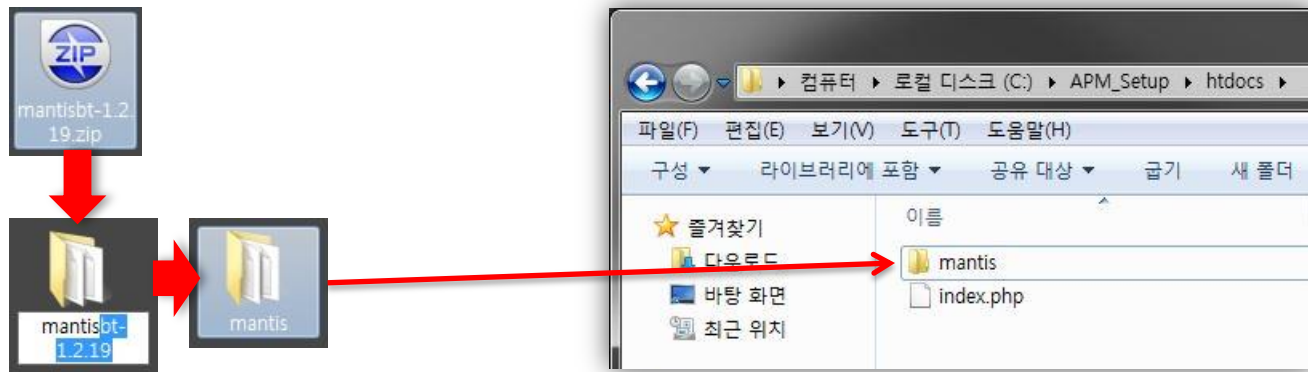 ZIP
mantisbt-1.2.
19.zip
mantisbt-
1.2.19
mantis
컴퓨터 ▸ 로컬 디스크 (C:) ▸ APM_Setup ▸ htdocs ▸
파일(F) 편집(E) 보기(V) 도구(T) 도움말(H)
구성 라이브러리에 포함 공유 대상 굽기 새 폴더
즐겨찾기
다운로드
바탕 화면
최근 위치
이름
mantis
index.php